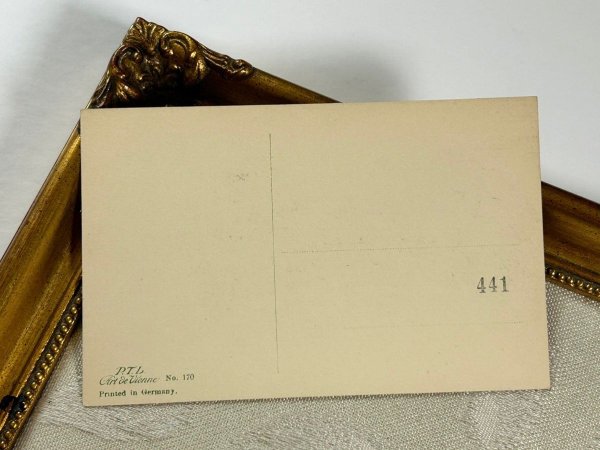 441
P.T.L
Art de Vienne No. 170
Printed in Germany.